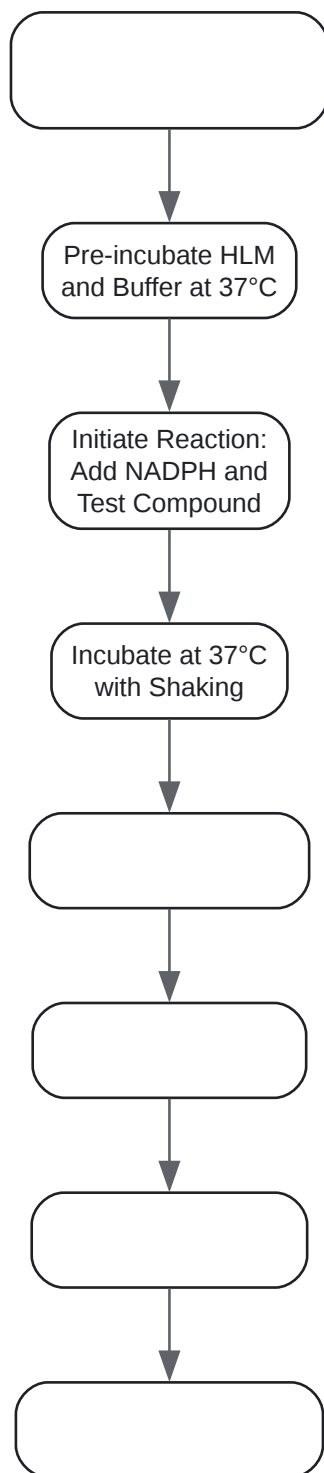 Pre-incubate HLM
and Buffer at 37°C
Initiate Reaction:
Add NADPH and
Test Compound
Incubate at 37°C
with Shaking